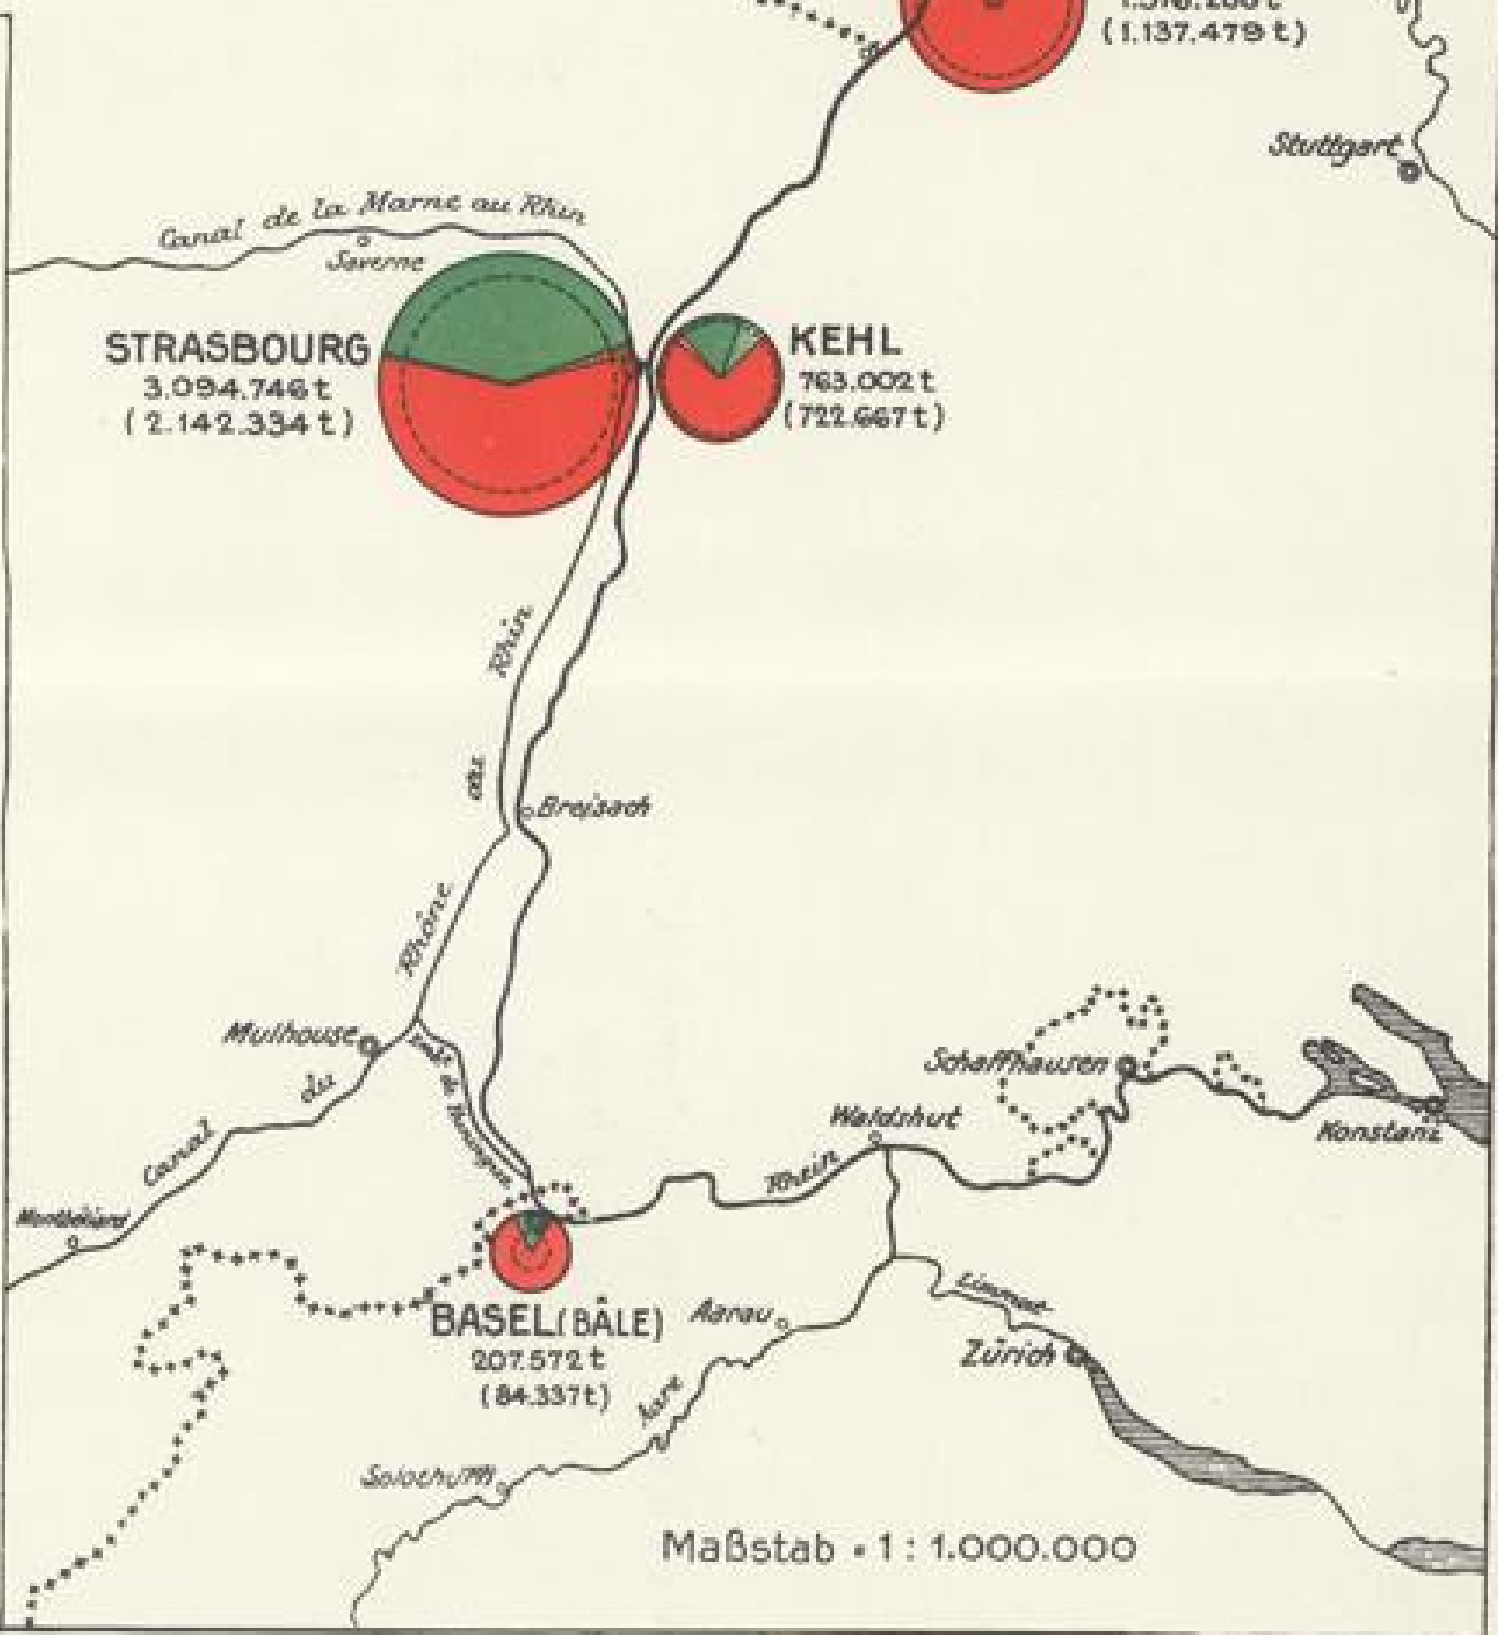 (1.137.479 t)
Stuttgart
Canal de la Marne au Rhin
Saverne
STRASBOURG
3.094.746 t
(2.142.334 t)
KEHL
763.002 t
(722.667 t)
Rhin
au
Breisach
Rhône
Mulhouse
du
Canal
Montbéliard
Schaffhausen
Waldshut
Konstanz
Rhein
BASEL (BÂLE)
207.572 t
(84.337 t)
Aarau
Limmat
Zürich
Aare
Solothurn
Maßstab = 1 : 1.000.000